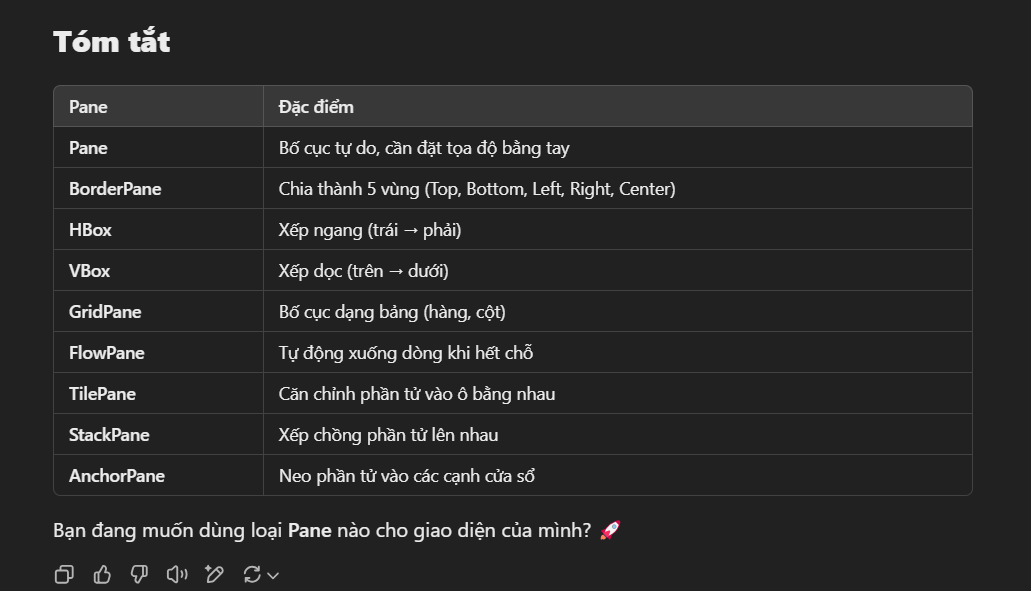 Tóm tắt
Pane Đặc điểm
Pane Bố cục tự do, cần đặt tọa độ bằng tay
BorderPane Chia thành 5 vùng (Top, Bottom, Left, Right, Center)
HBox Xếp ngang (trái → phải)
VBox Xếp dọc (trên → dưới)
GridPane Bố cục dạng bảng (hàng, cột)
FlowPane Tự động xuống dòng khi hết chỗ
TilePane Căn chỉnh phần tử vào ô bằng nhau
StackPane Xếp chồng phần tử lên nhau
AnchorPane Neo phần tử vào các cạnh cửa sổ
Bạn đang muốn dùng loại Pane nào cho giao diện của mình? 🚀